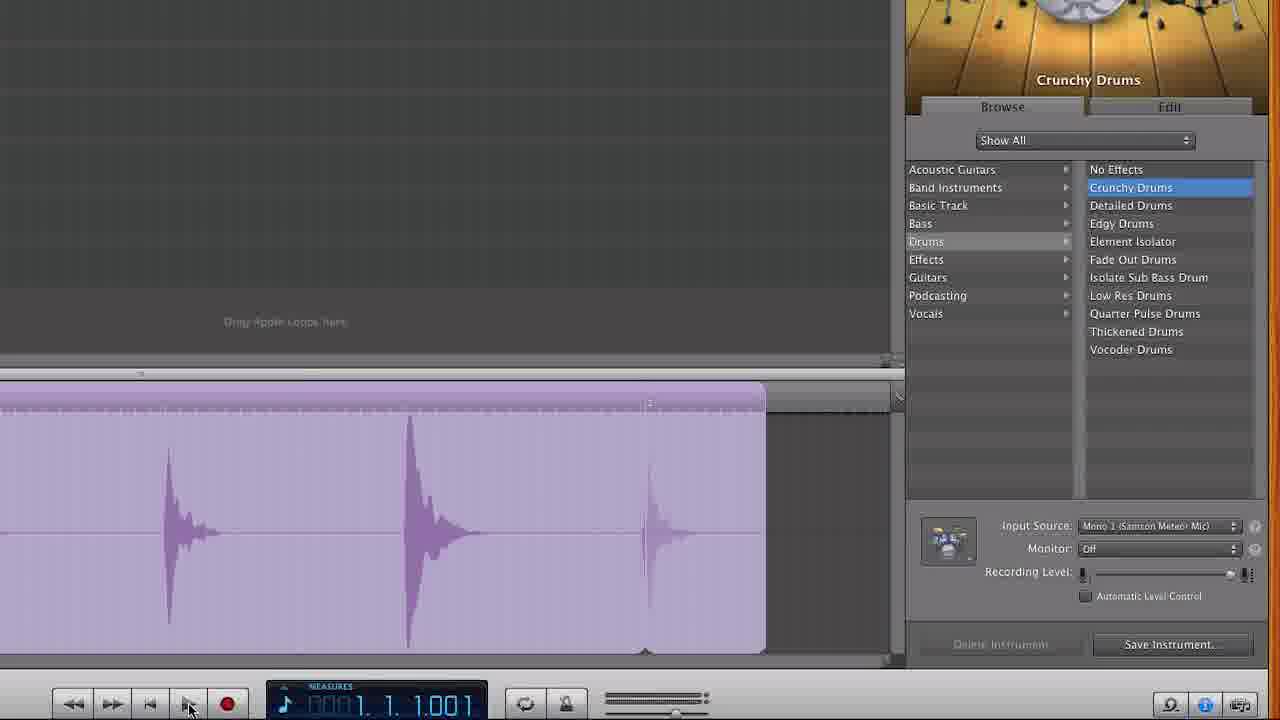 Crunchy Drums
Browse
Edit
Show All
Acoustic Guitars
Band Instruments
Basic Track
Bass
Drums
Effects
Guitars
Podcasting
Vocals
No Effects
Crunchy Drums
Detailed Drums
Edgy Drums
Element Isolator
Fade Out Drums
Isolate Sub Bass Drum
Low Res Drums
Quarter Pulse Drums
Thickened Drums
Vocoder Drums
Drag Apple Loops here.
2
Input Source: Mono 1 (Samson Meteor Mic)
Monitor: Off
Recording Level:
Automatic Level Control
Delete Instrument
Save Instrument...
MEASURES
1. 1. 1.001